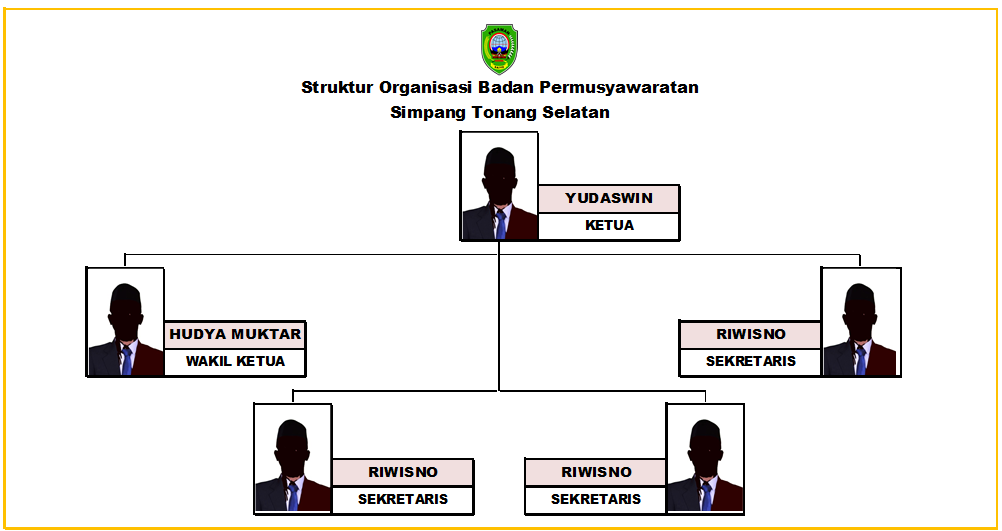 PASAMAN
Struktur Organisasi Badan Permusyawaratan
Simpang Tonang Selatan
YUDASWIN
KETUA
HUDYA MUKTAR
WAKIL KETUA
RIWISNO
SEKRETARIS
RIWISNO
SEKRETARIS
RIWISNO
SEKRETARIS